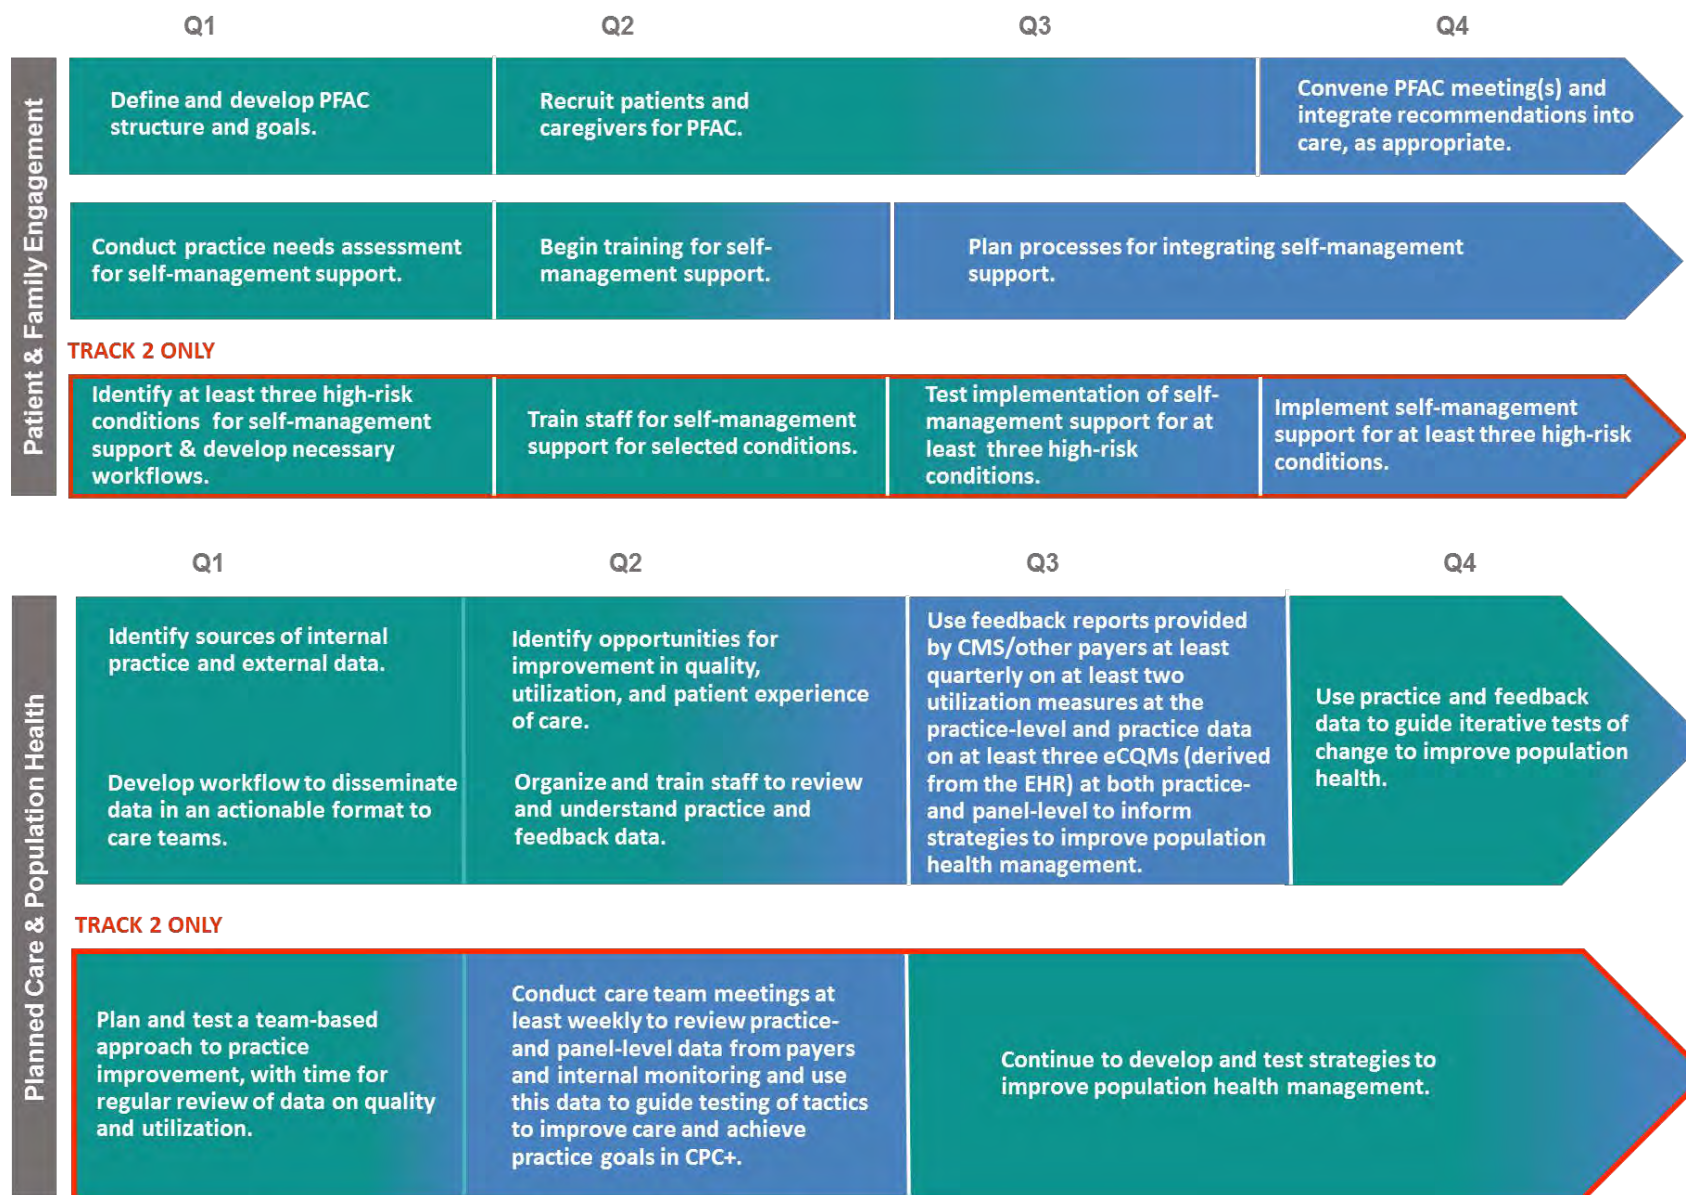 Q1
Q2
Q3
Q4
Patient & Family Engagement
Define and develop PFAC
structure and goals.
Recruit patients and
caregivers for PFAC.
Convene PFAC meeting(s) and
integrate recommendations into
care, as appropriate.
Conduct practice needs assessment
for self-management support.
Begin training for self-
management support.
Plan processes for integrating self-management
support.
TRACK 2 ONLY
Identify at least three high-risk
conditions for self-management
support & develop necessary
workflows.
Train staff for self-management
support for selected conditions.
Test implementation of self-
management support for at
least three high-risk
conditions.
Implement self-management
support for at least three high-risk
conditions.
Q1
Q2
Q3
Q4
Planned Care & Population Health
Identify sources of internal
practice and external data.
Develop workflow to disseminate
data in an actionable format to
care teams.
Identify opportunities for
improvement in quality,
utilization, and patient experience
of care.
Organize and train staff to review
and understand practice and
feedback data.
Use feedback reports provided
by CMS/other payers at least
quarterly on at least two
utilization measures at the
practice-level and practice data
on at least three eCQMs (derived
from the EHR) at both practice-
and panel-level to inform
strategies to improve population
health management.
Use practice and feedback
data to guide iterative tests of
change to improve population
health.
TRACK 2 ONLY
Plan and test a team-based
approach to practice
improvement, with time for
regular review of data on quality
and utilization.
Conduct care team meetings at
least weekly to review practice-
and panel-level data from payers
and internal monitoring and use
this data to guide testing of tactics
to improve care and achieve
practice goals in CPC+.
Continue to develop and test strategies to
improve population health management.